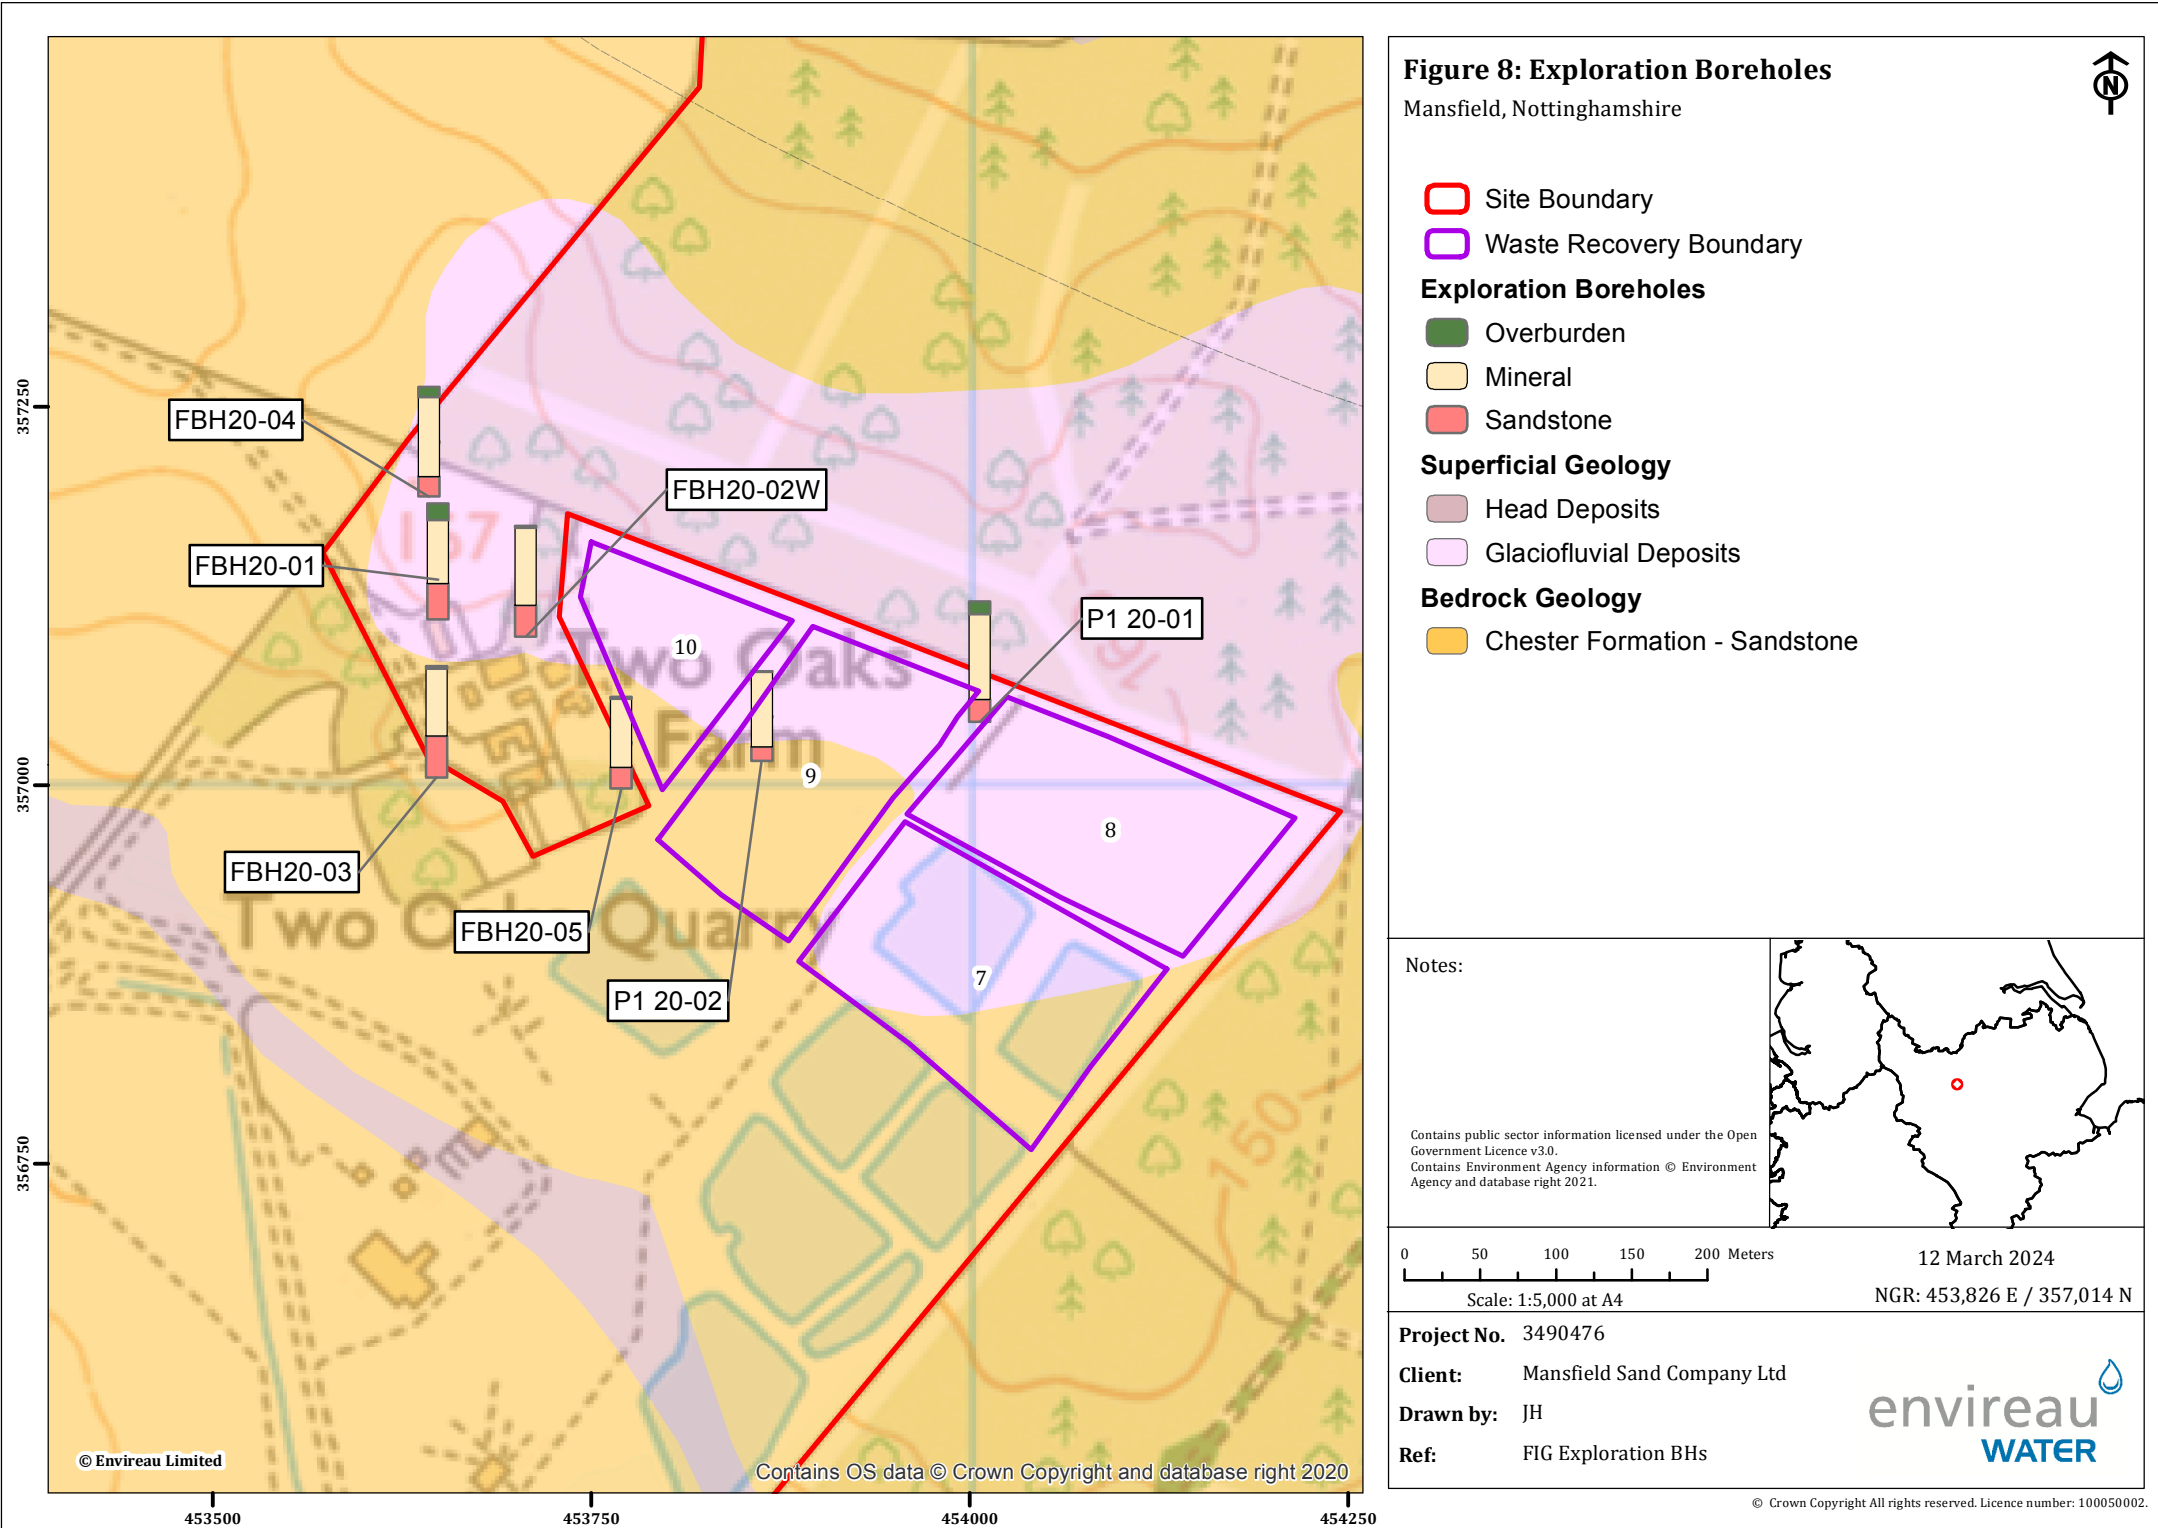 Figure 8: Exploration Boreholes
Mansfield, Nottinghamshire
N
Site Boundary
Waste Recovery Boundary
Exploration Boreholes
Overburden
Mineral
Sandstone
Superficial Geology
Head Deposits
Glaciofluvial Deposits
Bedrock Geology
Chester Formation - Sandstone
FBH20-04
FBH20-02W
FBH20-01
P1 20-01
FBH20-03
FBH20-05
P1 20-02
167
Two Oaks
Farm
Two Oaks Quarry
10
9
8
7
150
357250
357000
356750
453500
453750
454000
454250
© Envireau Limited
Contains OS data © Crown Copyright and database right 2020
Notes:
Contains public sector information licensed under the Open
Government Licence v3.0.
Contains Environment Agency information © Environment
Agency and database right 2021.
0 50 100 150 200 Meters
Scale: 1:5,000 at A4
12 March 2024
NGR: 453,826 E / 357,014 N
Project No. 3490476
Client: Mansfield Sand Company Ltd
Drawn by: JH
Ref: FIG Exploration BHs
envireau
WATER
© Crown Copyright All rights reserved. Licence number: 100050002.